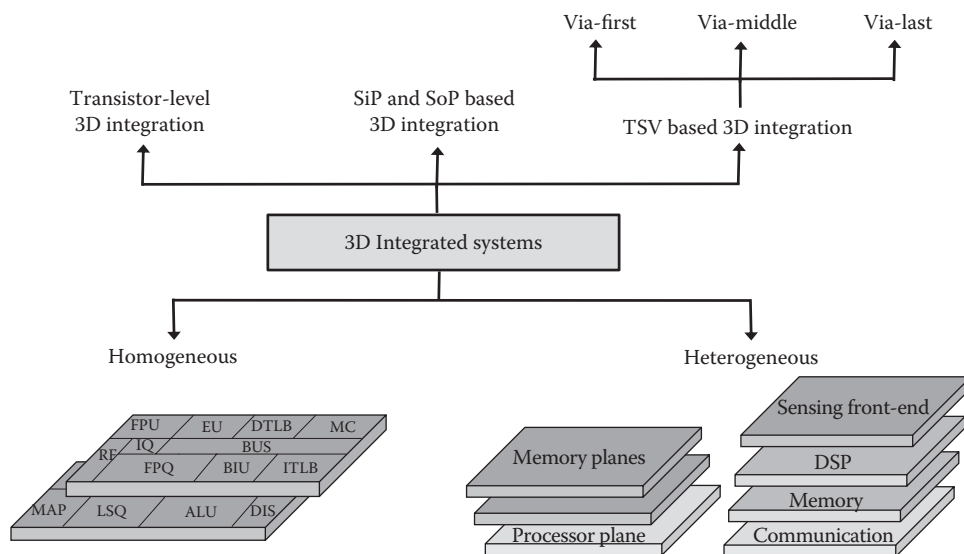 Via-first
Via-middle
Via-last
Transistor-level
3D integration
SiP and SoP based
3D integration
TSV based 3D integration
3D Integrated systems
Homogeneous
Heterogeneous
FPU
EU
DTLB
MC
RF
IQ
BUS
FPQ
BIU
ITLB
MAP
LSQ
ALU
DIS
Memory planes
Processor plane
Sensing front-end
DSP
Memory
Communication